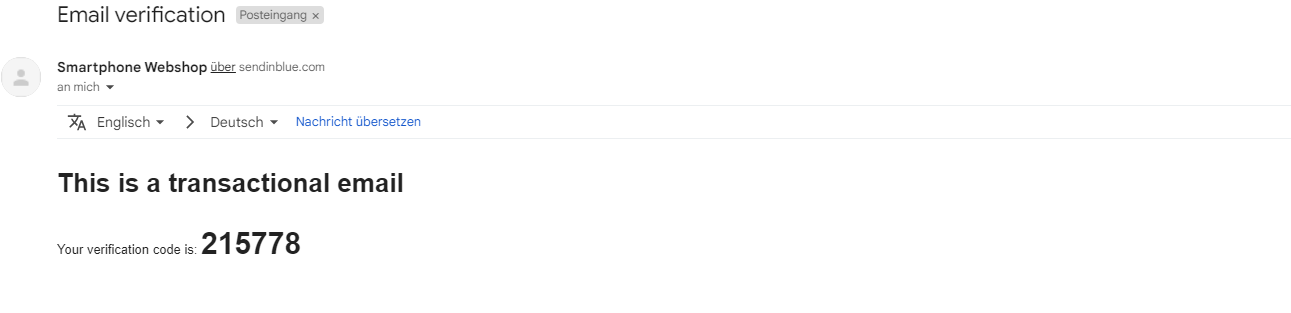 Email verification Posteingang ×
Smartphone Webshop über sendinblue.com
an mich
Englisch > Deutsch Nachricht übersetzen
This is a transactional email
Your verification code is: 215778